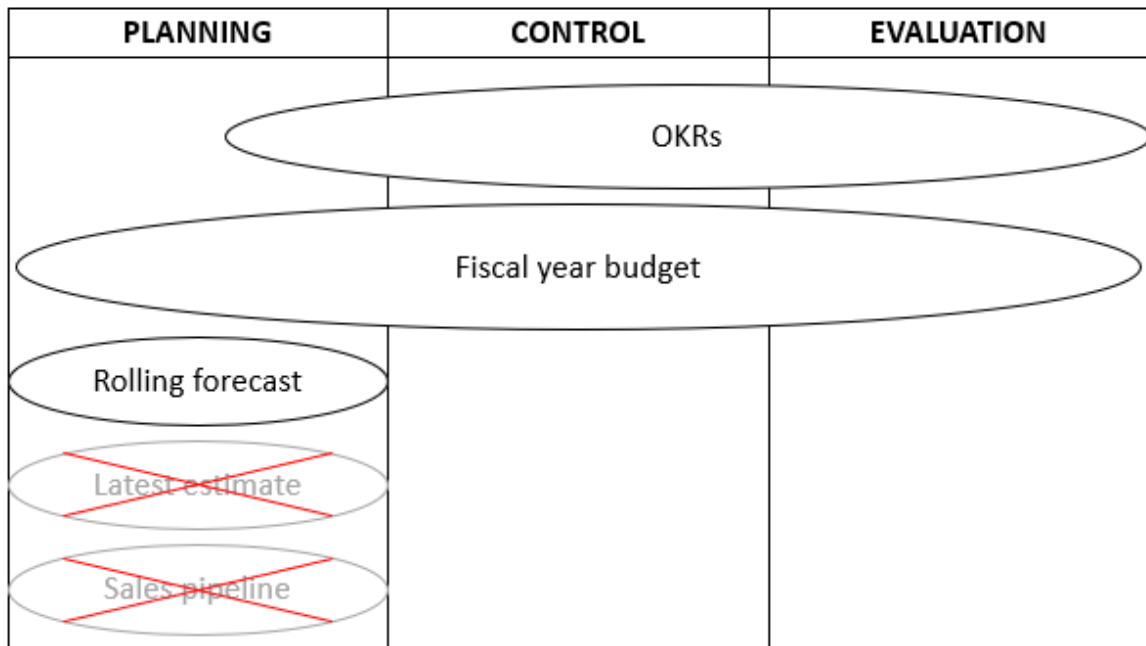 PLANNING CONTROL EVALUATION
OKRs
Fiscal year budget
Rolling forecast
Latest estimate
Sales pipeline